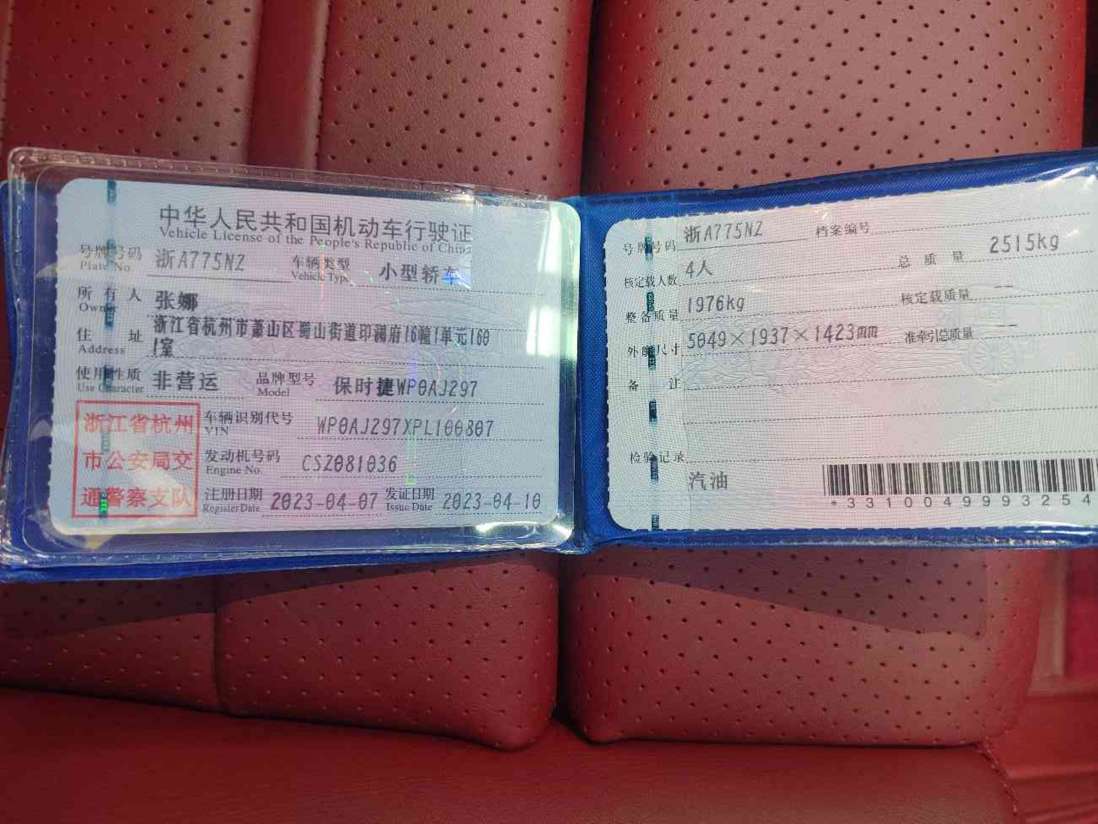 中华人民共和国机动车行驶证
Vehicle License of the People's Republic of China
号牌号码 浙A775NZ 车辆类型 小型轿车
Plate No. Vehicle Type
所有人 张娜
Owner
住址 浙江省杭州市萧山区蜀山街道印澜府16幢1单元160
Address 1室
使用性质 非营运 品牌型号 保时捷WP0AJ297
Use Character Model
浙江省杭州
市公安局交
通警察支队
车辆识别代号 WP0AJ297XPL100807
VIN
发动机号码 CSZ081036
Engine No.
注册日期 2023-04-07 发证日期 2023-04-10
Register Date Issue Date
号牌号码 浙A775NZ 档案编号
核定载人数 4人 总质量 2515kg
整备质量 1976kg 核定载质量 --
外廓尺寸 5049×1937×1423mm 准牵引总质量 --
备注
检验记录
汽油
*3310049993254